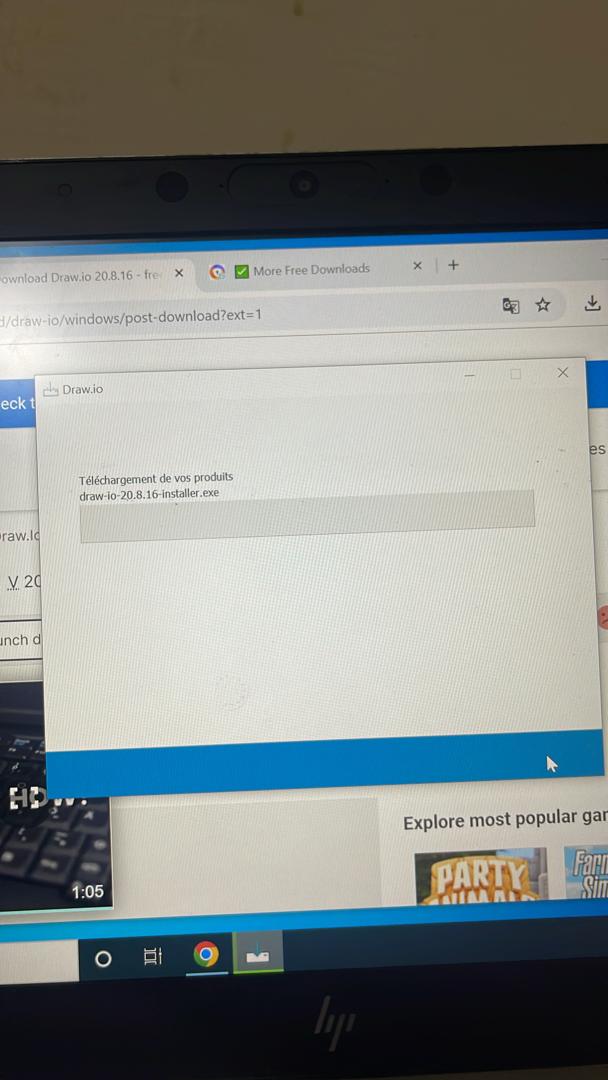 ownload Draw.io 20.8.16 - fre
More Free Downloads
d/draw-io/windows/post-download?ext=1
eck t
Draw.io
es
Téléchargement de vos produits
draw-io-20.8.16-installer.exe
raw.Io
V 20
unch d
HOW
1:05
Explore most popular gar
PARTY
ANIMALS
Farm
Sim
hp